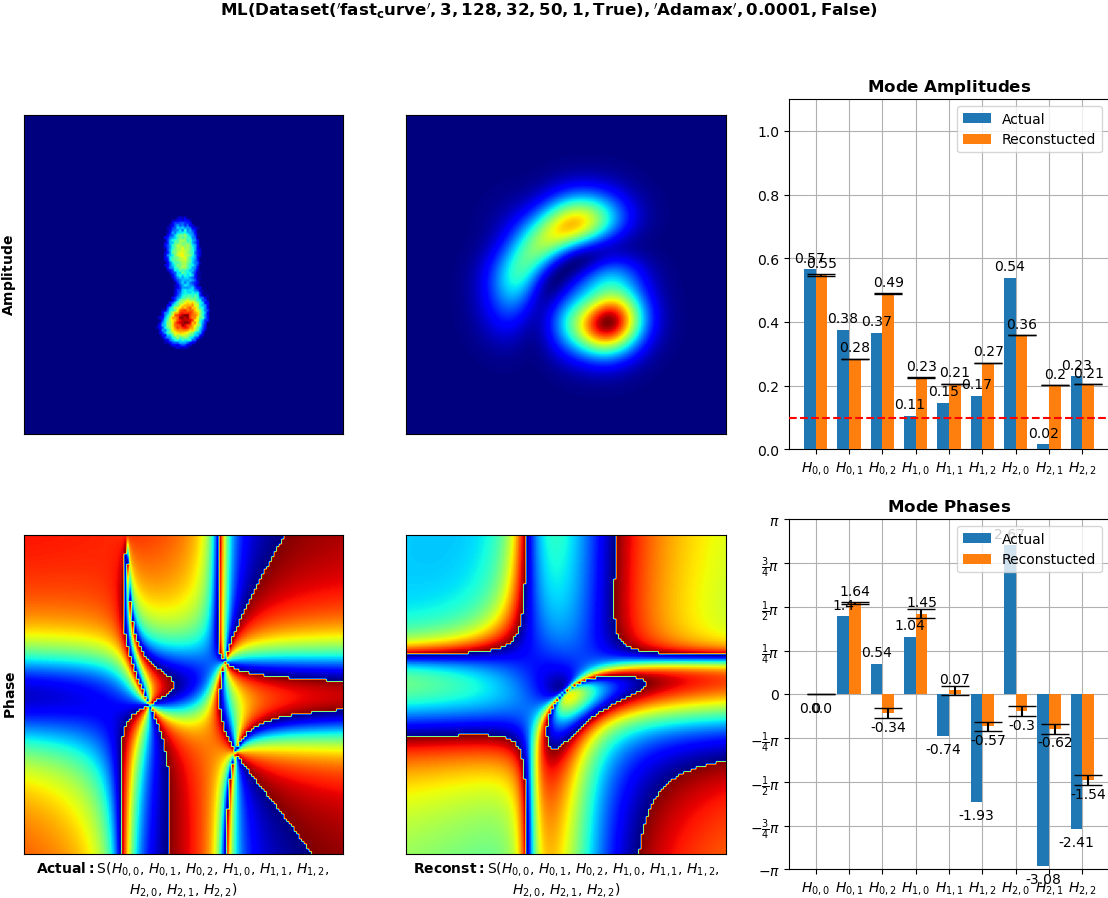 ML(Dataset('fast_curve', 3, 128, 32, 50, 1, True), 'Adamax', 0.0001, False)
Amplitude
Mode Amplitudes
Actual
Reconstucted
1.0
0.8
0.6
0.4
0.2
0.0
0.57
0.55
0.38
0.28
0.37
0.49
0.11
0.23
0.15
0.21
0.17
0.27
0.54
0.36
0.02
0.2
0.23
0.21
H0,0 H0,1 H0,2 H1,0 H1,1 H1,2 H2,0 H2,1 H2,2
Phase
Mode Phases
Actual
Reconstucted
π
3/4π
1/2π
1/4π
0
−1/4π
−1/2π
−3/4π
−π
0.0
0.0
1.4
1.64
0.54
-0.34
1.04
1.45
-0.74
0.07
-1.93
-0.57
2.67
-0.3
-3.08
-0.62
-2.41
-1.54
H0,0 H0,1 H0,2 H1,0 H1,1 H1,2 H2,0 H2,1 H2,2
Actual: S(H0,0, H0,1, H0,2, H1,0, H1,1, H1,2,
H2,0, H2,1, H2,2)
Reconst: S(H0,0, H0,1, H0,2, H1,0, H1,1, H1,2,
H2,0, H2,1, H2,2)